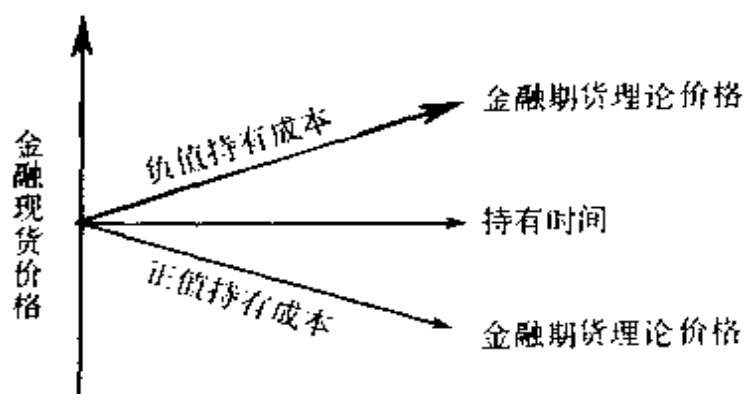 金融期货理论价格
负值持有成本
金融现货价格
持有时间
正值持有成本
金融期货理论价格